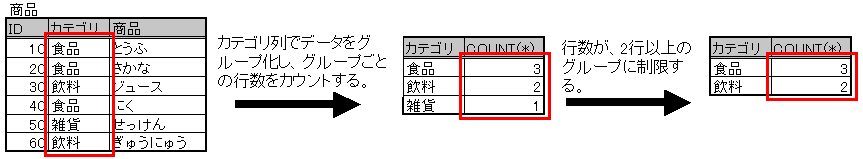 商品
ID カテゴリ 商品
10 食品 とうふ
20 食品 さかな
30 飲料 ジュース
40 食品 にく
50 雑貨 せっけん
60 飲料 ぎゅうにゅう
カテゴリ列でデータをグ
ループ化し、グループごと
の行数をカウントする。
カテゴリ COUNT(*)
食品 3
飲料 2
雑貨 1
行数が、2行以上の
グループに制限す
る。
カテゴリ COUNT(*)
食品 3
飲料 2